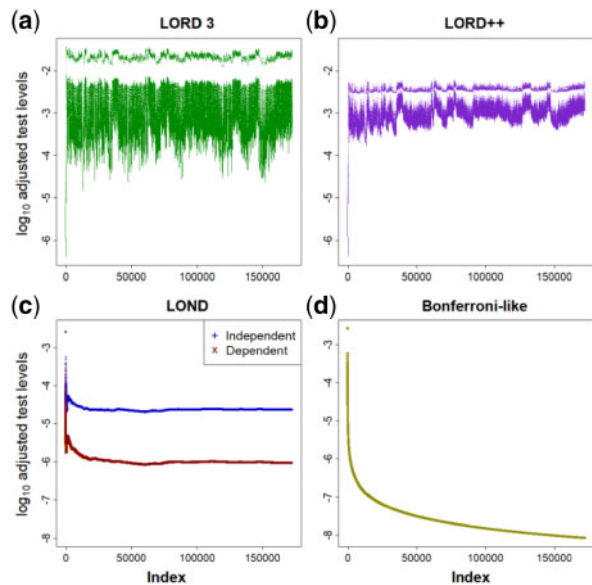 (a) LORD 3
(b) LORD++
log10 adjusted test levels
-2
-3
-4
-5
-6
0 50000 100000 150000
-2
-3
-4
-5
-6
0 50000 100000 150000
(c) LOND
(d) Bonferroni-like
log10 adjusted test levels
-3
-4
-5
-6
-7
-8
+ Independent
x Dependent
0 50000 100000 150000
Index
-3
-4
-5
-6
-7
-8
0 50000 100000 150000
Index